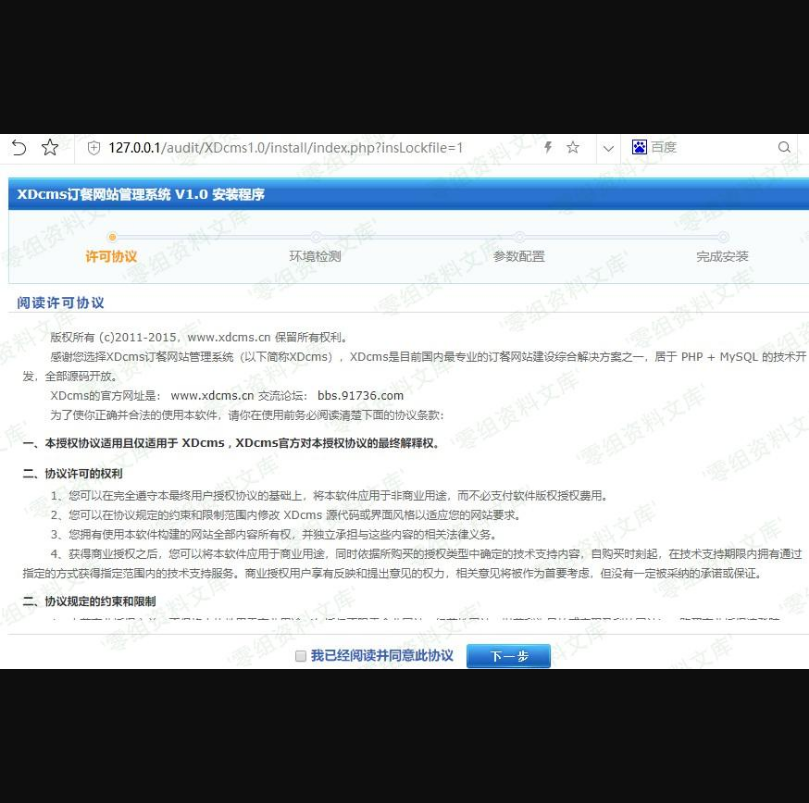 127.0.0.1/audit/XDcms1.0/install/index.php?insLockfile=1
百度
XDcms订餐网站管理系统 V1.0 安装程序
许可协议
环境检测
参数配置
完成安装
阅读许可协议
版权所有 (c)2011-2015，www.xdcms.cn 保留所有权利。
感谢您选择XDcms订餐网站管理系统（以下简称XDcms），XDcms是目前国内最专业的订餐网站建设综合解决方案之一，居于 PHP + MySQL 的技术开
发，全部源码开放。
XDcms的官方网址是： www.xdcms.cn 交流论坛： bbs.91736.com
为了使你正确并合法的使用本软件，请你在使用前务必阅读清楚下面的协议条款：
一、本授权协议适用且仅适用于 XDcms，XDcms官方对本授权协议的最终解释权。
二、协议许可的权利
1、您可以在完全遵守本最终用户授权协议的基础上，将本软件应用于非商业用途，而不必支付软件版权授权费用。
2、您可以在协议规定的约束和限制范围内修改 XDcms 源代码或界面风格以适应您的网站要求。
3、您拥有使用本软件构建的网站全部内容所有权，并独立承担与这些内容的相关法律义务。
4、获得商业授权之后，您可以将本软件应用于商业用途，同时依据所购买的授权类型中确定的技术支持内容，自购买时刻起，在技术支持期限内拥有通过
指定的方式获得指定范围内的技术支持服务。商业授权用户享有反映和提出意见的权力，相关意见将被作为首要考虑，但没有一定被采纳的承诺或保证。
二、协议规定的约束和限制
我已经阅读并同意此协议
下一步
零组资料文库